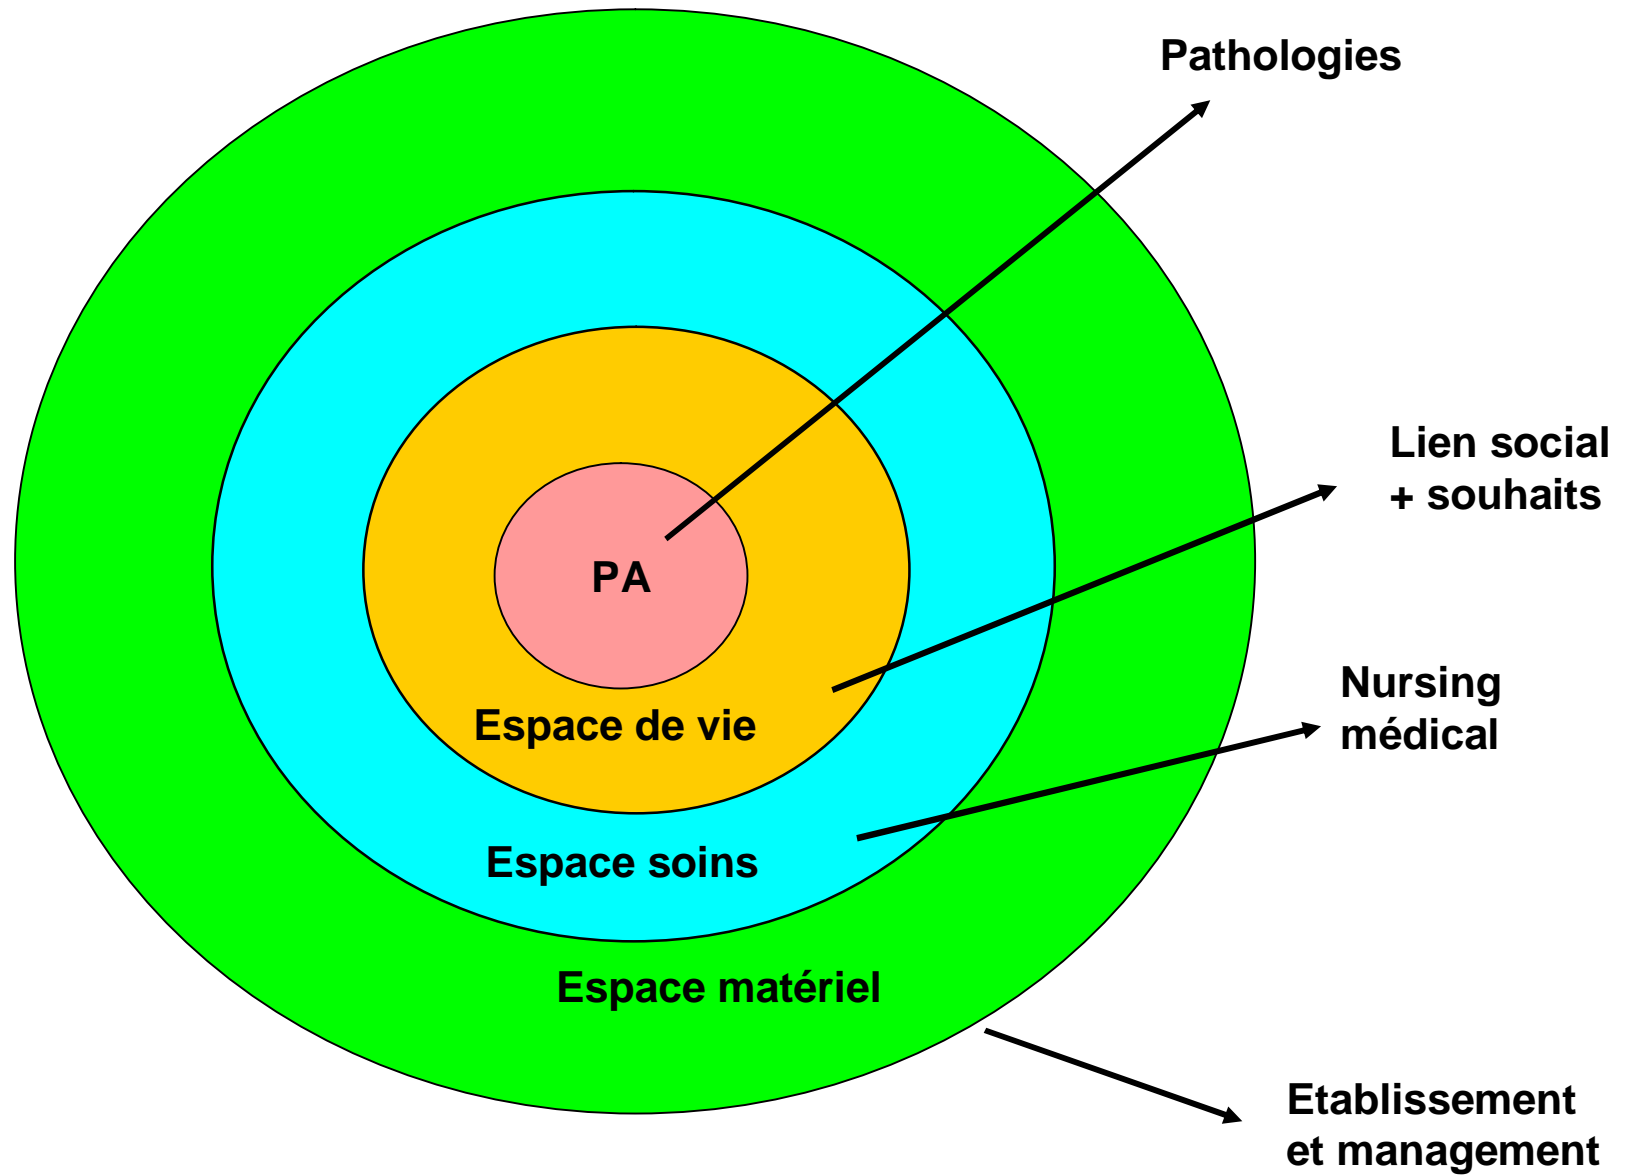 Pathologies
Lien social
+ souhaits
PA
Nursing
médical
Espace de vie
Espace soins
Espace matériel
Etablissement
et management